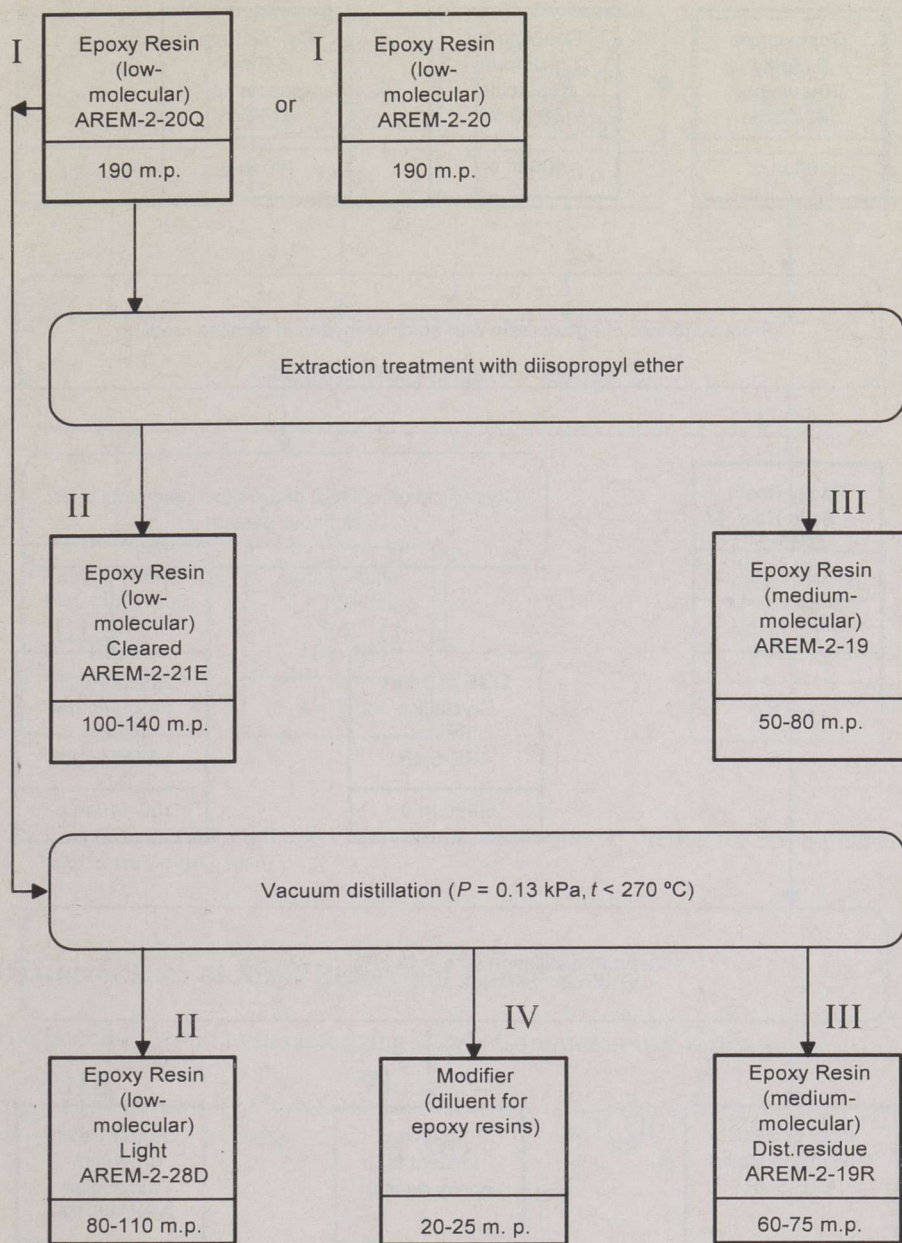 I
Epoxy Resin
(low-
molecular)
AREM-2-20Q
190 m.p.
or
I
Epoxy Resin
(low-
molecular)
AREM-2-20
190 m.p.
Extraction treatment with diisopropyl ether
II
Epoxy Resin
(low-
molecular)
Cleared
AREM-2-21E
100-140 m.p.
III
Epoxy Resin
(medium-
molecular)
AREM-2-19
50-80 m.p.
Vacuum distillation (P = 0.13 kPa, t < 270 ºC)
II
Epoxy Resin
(low-
molecular)
Light
AREM-2-28D
80-110 m.p.
IV
Modifier
(diluent for
epoxy resins)
20-25 m. p.
III
Epoxy Resin
(medium-
molecular)
Dist.residue
AREM-2-19R
60-75 m.p.